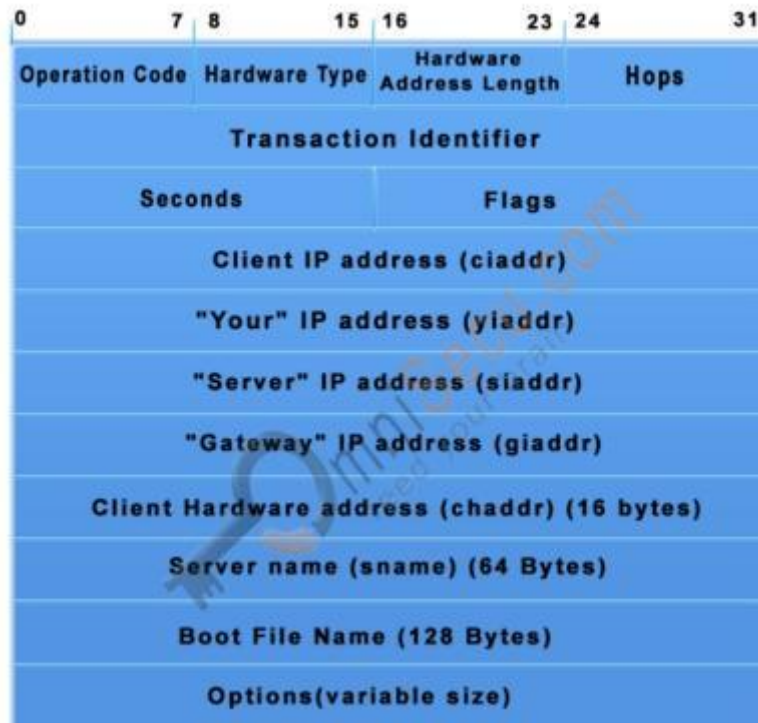 0 7 8 15 16 23 24 31
Operation Code Hardware Type Hardware Address Length Hops
Transaction Identifier
Seconds Flags
Client IP address (ciaddr)
"Your" IP address (yiaddr)
"Server" IP address (siaddr)
"Gateway" IP address (giaddr)
Client Hardware address (chaddr) (16 bytes)
Server name (sname) (64 Bytes)
Boot File Name (128 Bytes)
Options(variable size)
OmniSecu.com